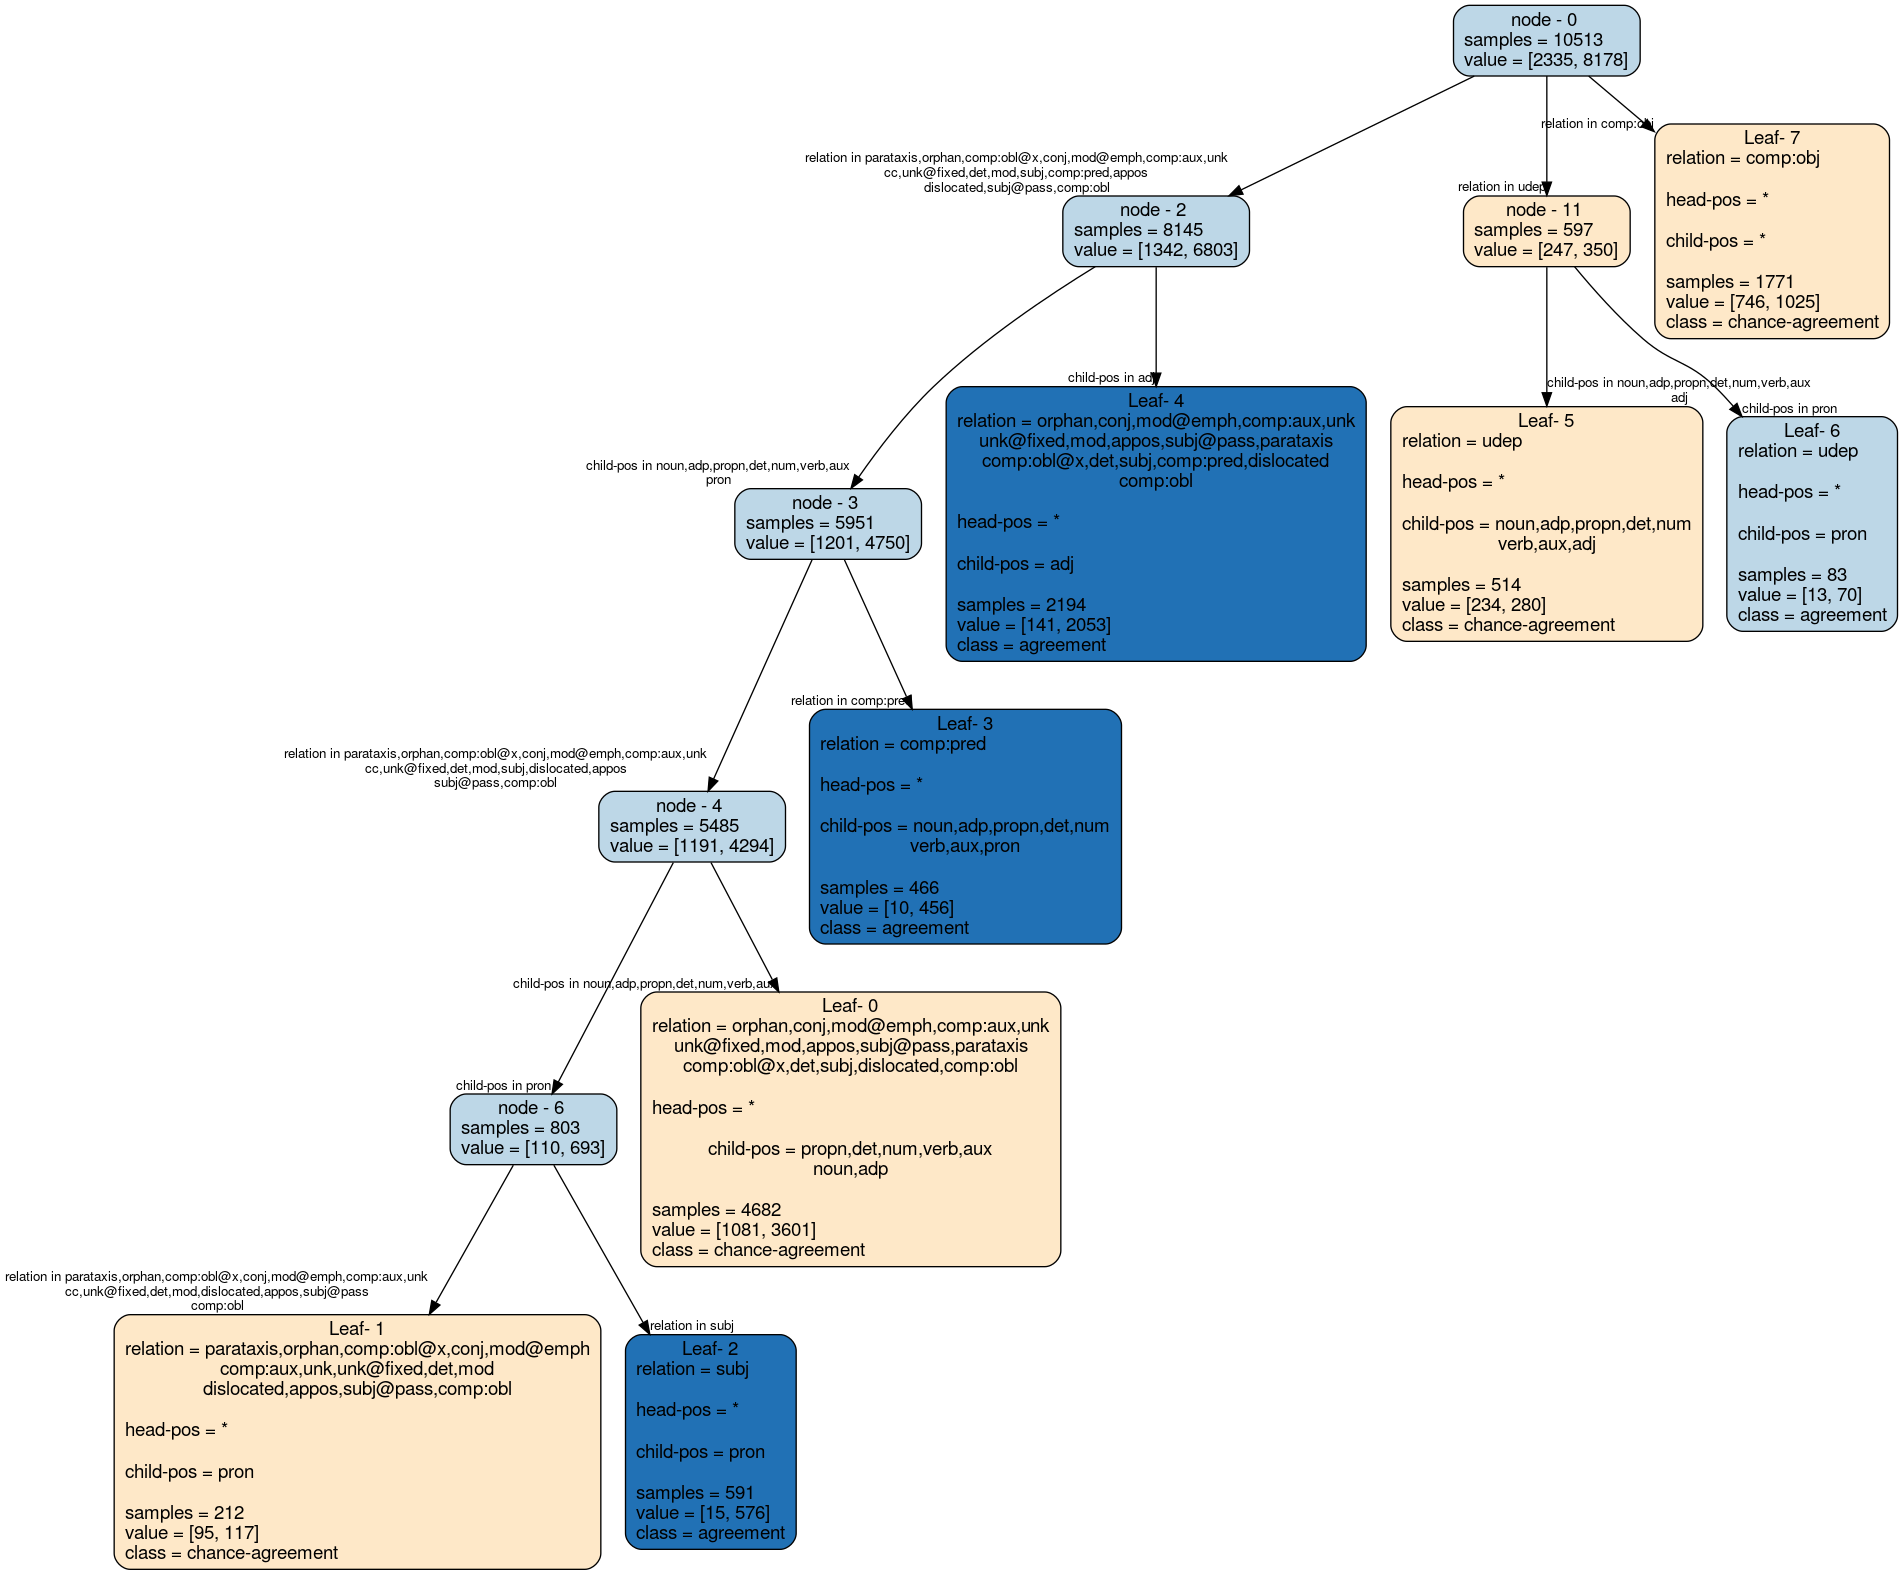 node - 0
samples = 10513
value = [2335, 8178]
relation in comp:obj
Leaf- 7
relation = comp:obj
head-pos = *
child-pos = *
samples = 1771
value = [746, 1025]
class = chance-agreement
relation in parataxis,orphan,comp:obl@x,conj,mod@emph,comp:aux,unk
cc,unk@fixed,det,mod,subj,comp:pred,appos
dislocated,subj@pass,comp:obl
relation in udep
node - 2
samples = 8145
value = [1342, 6803]
node - 11
samples = 597
value = [247, 350]
child-pos in adj
Leaf- 4
relation = orphan,conj,mod@emph,comp:aux,unk
unk@fixed,mod,appos,subj@pass,parataxis
comp:obl@x,det,subj,comp:pred,dislocated
comp:obl
head-pos = *
child-pos = adj
samples = 2194
value = [141, 2053]
class = agreement
child-pos in noun,adp,propn,det,num,verb,aux
adj
Leaf- 5
relation = udep
head-pos = *
child-pos = noun,adp,propn,det,num
verb,aux,adj
samples = 514
value = [234, 280]
class = chance-agreement
child-pos in pron
Leaf- 6
relation = udep
head-pos = *
child-pos = pron
samples = 83
value = [13, 70]
class = agreement
child-pos in noun,adp,propn,det,num,verb,aux
pron
node - 3
samples = 5951
value = [1201, 4750]
relation in comp:pred
Leaf- 3
relation = comp:pred
head-pos = *
child-pos = noun,adp,propn,det,num
verb,aux,pron
samples = 466
value = [10, 456]
class = agreement
relation in parataxis,orphan,comp:obl@x,conj,mod@emph,comp:aux,unk
cc,unk@fixed,det,mod,subj,dislocated,appos
subj@pass,comp:obl
node - 4
samples = 5485
value = [1191, 4294]
child-pos in noun,adp,propn,det,num,verb,aux
Leaf- 0
relation = orphan,conj,mod@emph,comp:aux,unk
unk@fixed,mod,appos,subj@pass,parataxis
comp:obl@x,det,subj,dislocated,comp:obl
head-pos = *
child-pos = propn,det,num,verb,aux
noun,adp
samples = 4682
value = [1081, 3601]
class = chance-agreement
child-pos in pron
node - 6
samples = 803
value = [110, 693]
relation in parataxis,orphan,comp:obl@x,conj,mod@emph,comp:aux,unk
cc,unk@fixed,det,mod,dislocated,appos,subj@pass
comp:obl
Leaf- 1
relation = parataxis,orphan,comp:obl@x,conj,mod@emph
comp:aux,unk,unk@fixed,det,mod
dislocated,appos,subj@pass,comp:obl
head-pos = *
child-pos = pron
samples = 212
value = [95, 117]
class = chance-agreement
relation in subj
Leaf- 2
relation = subj
head-pos = *
child-pos = pron
samples = 591
value = [15, 576]
class = agreement